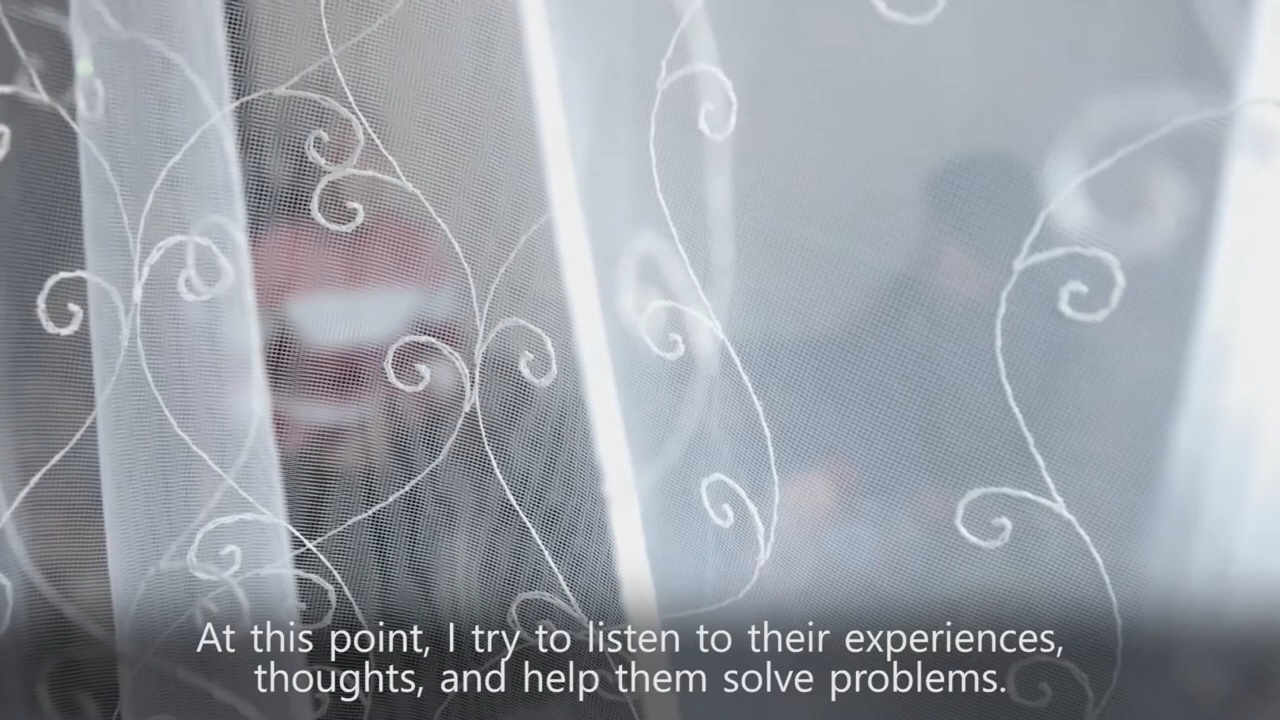 At this point, I try to listen to their experiences,
thoughts, and help them solve problems.